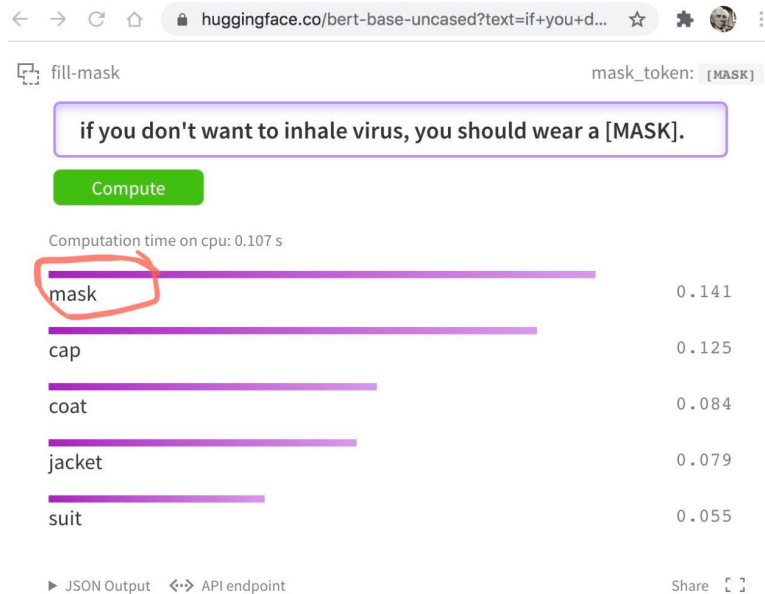 huggingface.co/bert-base-uncased?text=if+you+d...
fill-mask
mask_token: [MASK]
if you don't want to inhale virus, you should wear a [MASK].
Compute
Computation time on cpu: 0.107 s
mask 0.141
cap 0.125
coat 0.084
jacket 0.079
suit 0.055
JSON Output API endpoint Share